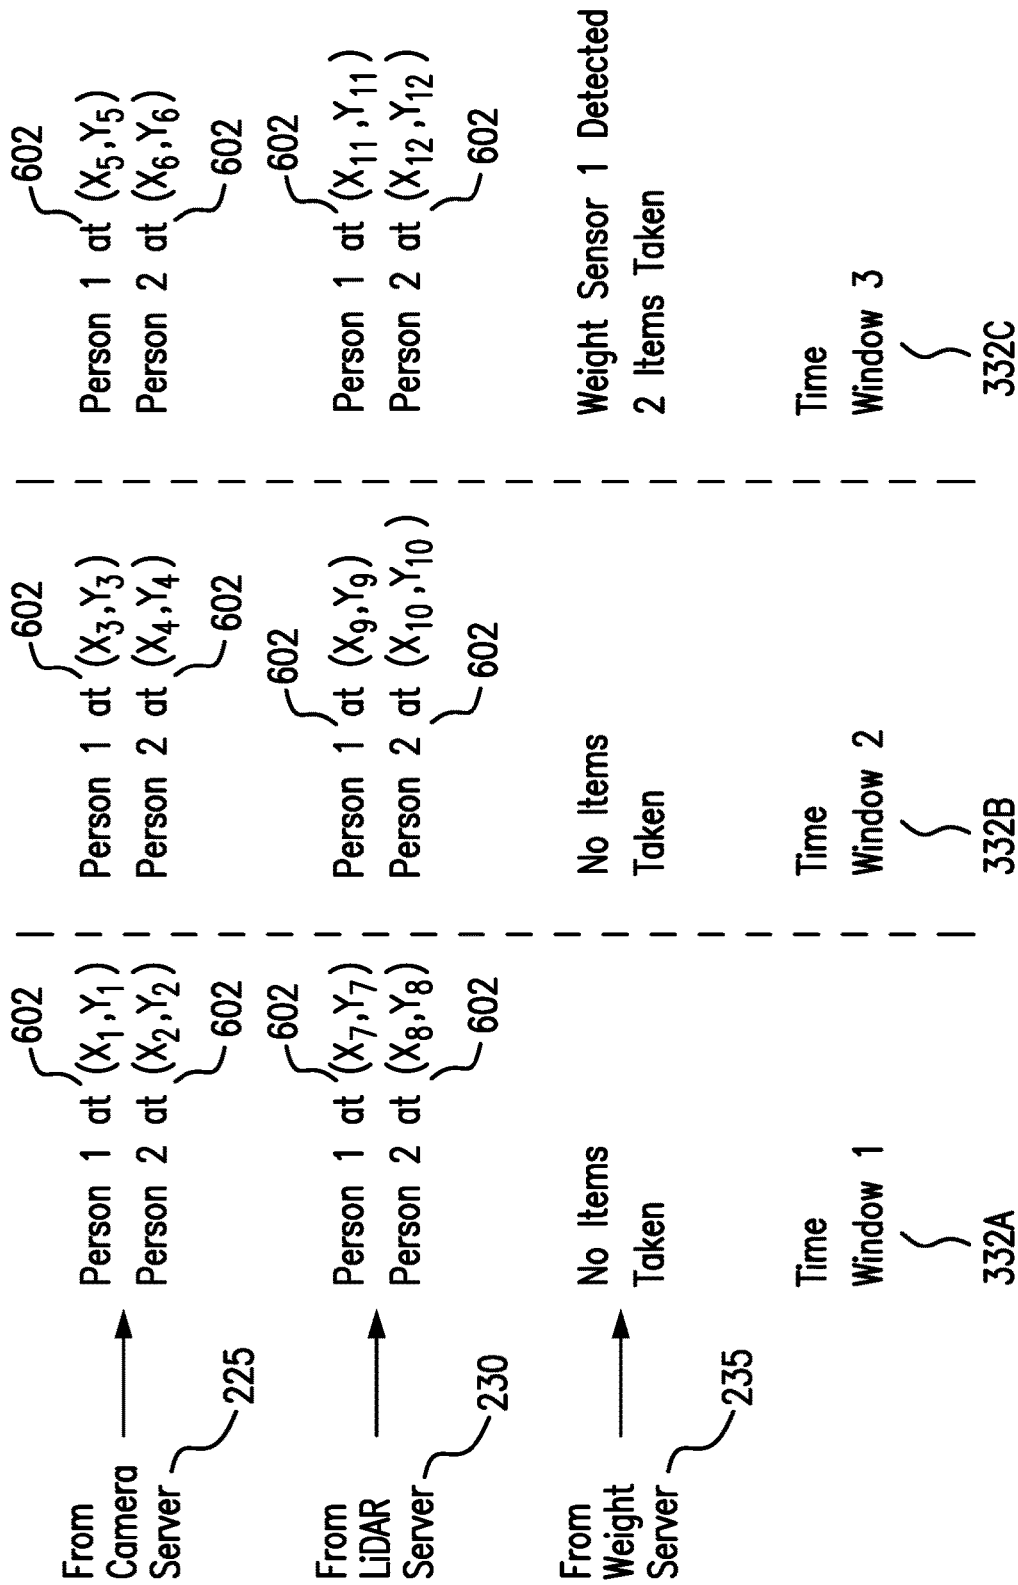 From
Camera
Server
225
602
Person 1 at (X1,Y1)
Person 2 at (X2,Y2)
602
602
Person 1 at (X3,Y3)
Person 2 at (X4,Y4)
602
602
Person 1 at (X5,Y5)
Person 2 at (X6,Y6)
602
From
LiDAR
Server
230
602
Person 1 at (X7,Y7)
Person 2 at (X8,Y8)
602
602
Person 1 at (X9,Y9)
Person 2 at (X10,Y10)
602
602
Person 1 at (X11,Y11)
Person 2 at (X12,Y12)
602
From
Weight
Server
235
No Items
Taken
No Items
Taken
Weight Sensor 1 Detected
2 Items Taken
Time
Window 1
332A
Time
Window 2
332B
Time
Window 3
332C